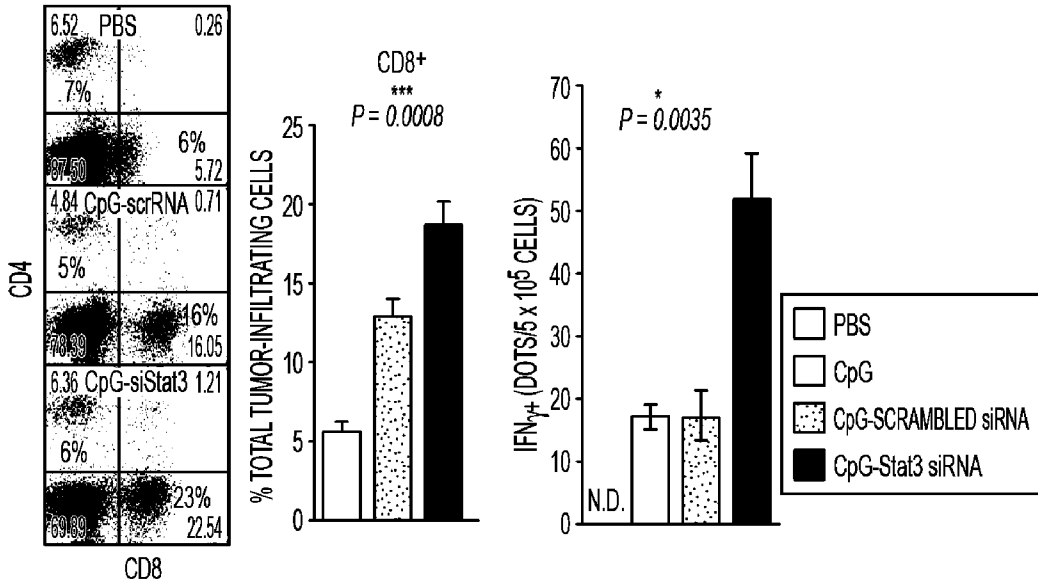 6.52 PBS 0.26
7%
6%
87.50 5.72
4.84 CpG-scrRNA 0.71
5%
16%
78.39 16.05
6.36 CpG-siStat3 1.21
6%
23%
69.89 22.54
CD4
CD8
CD8+
***
P = 0.0008
% TOTAL TUMOR-INFILTRATING CELLS
25
20
15
10
5
0
*
P = 0.0035
IFNγ+ (DOTS/5 x 10⁵ CELLS)
70
60
50
40
30
20
10
0
N.D.
PBS
CpG
CpG-SCRAMBLED siRNA
CpG-Stat3 siRNA